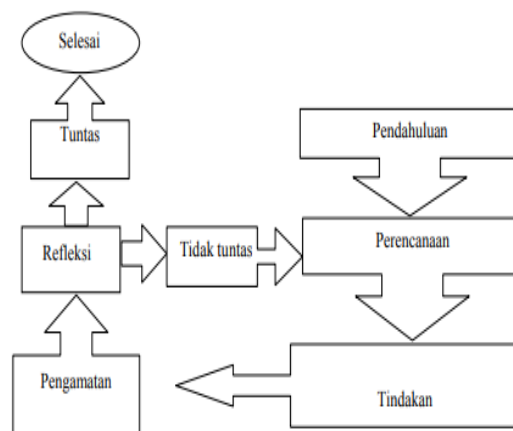 Selesai
Tuntas
Pendahuluan
Refleksi
Tidak tuntas
Perencanaan
Pengamatan
Tindakan